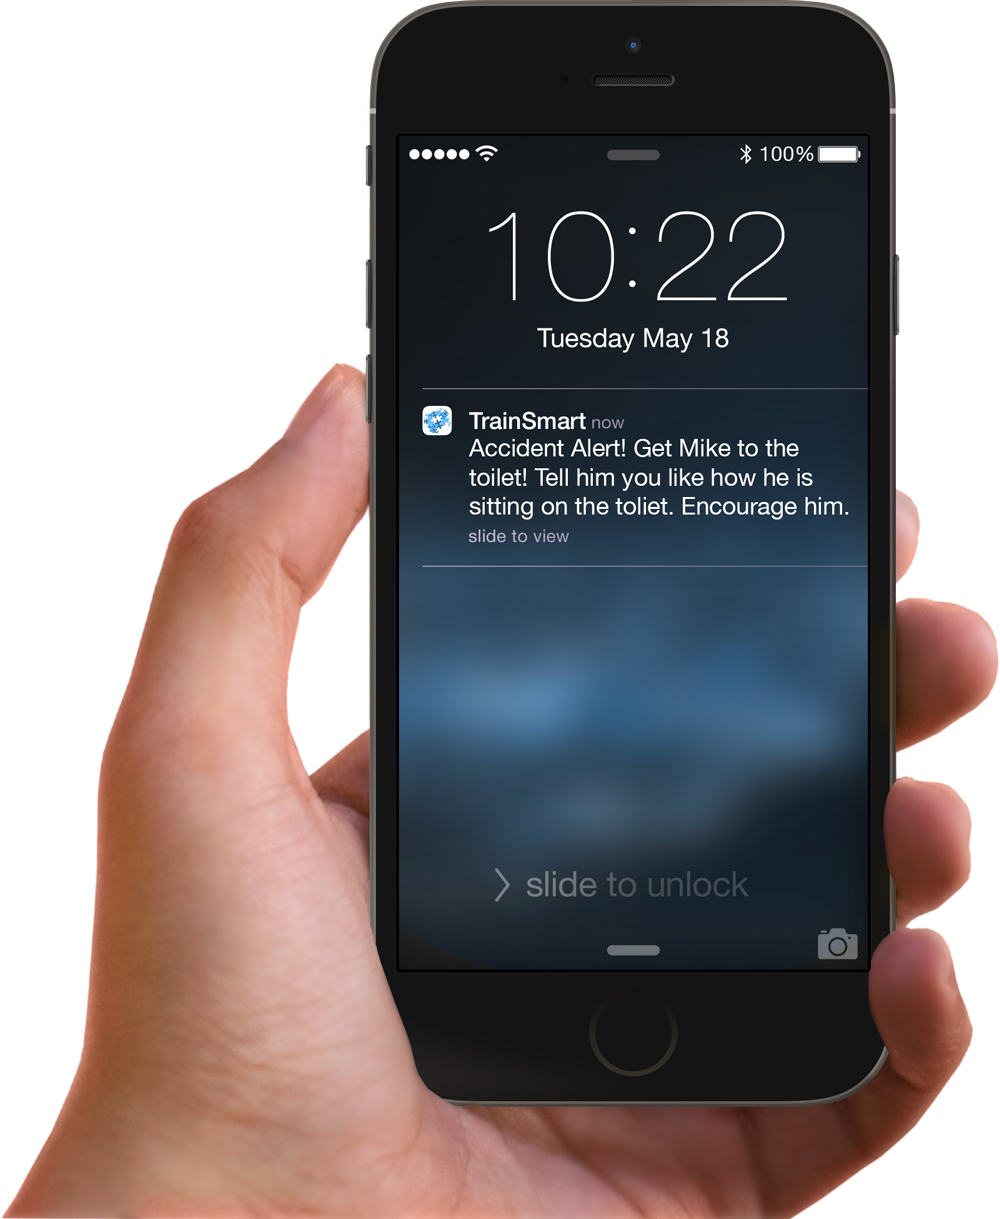 100%
10:22
Tuesday May 18
TrainSmart now
Accident Alert! Get Mike to the
toilet! Tell him you like how he is
sitting on the toliet. Encourage him.
slide to view
> slide to unlock